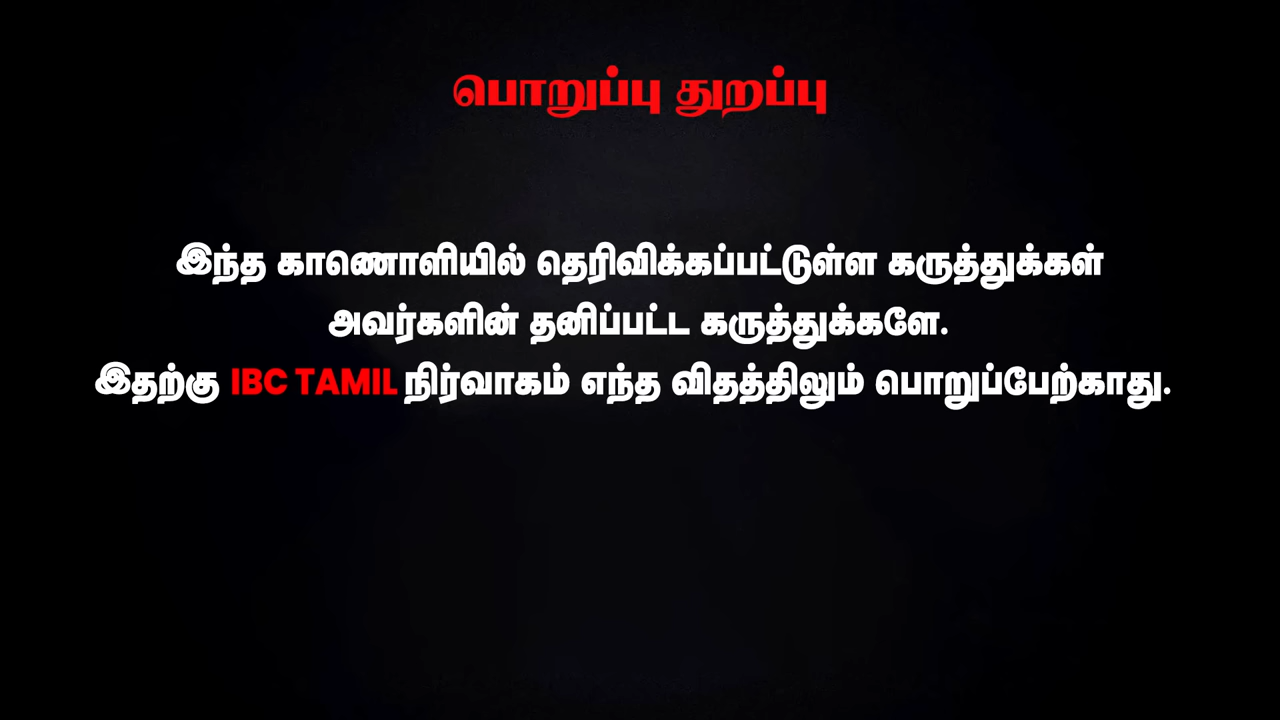 பொறுப்பு துறப்பு
இந்த காணொளியில் தெரிவிக்கப்பட்டுள்ள கருத்துக்கள்
அவர்களின் தனிப்பட்ட கருத்துக்களே.
இதற்கு IBC TAMIL நிர்வாகம் எந்த விதத்திலும் பொறுப்பேற்காது.